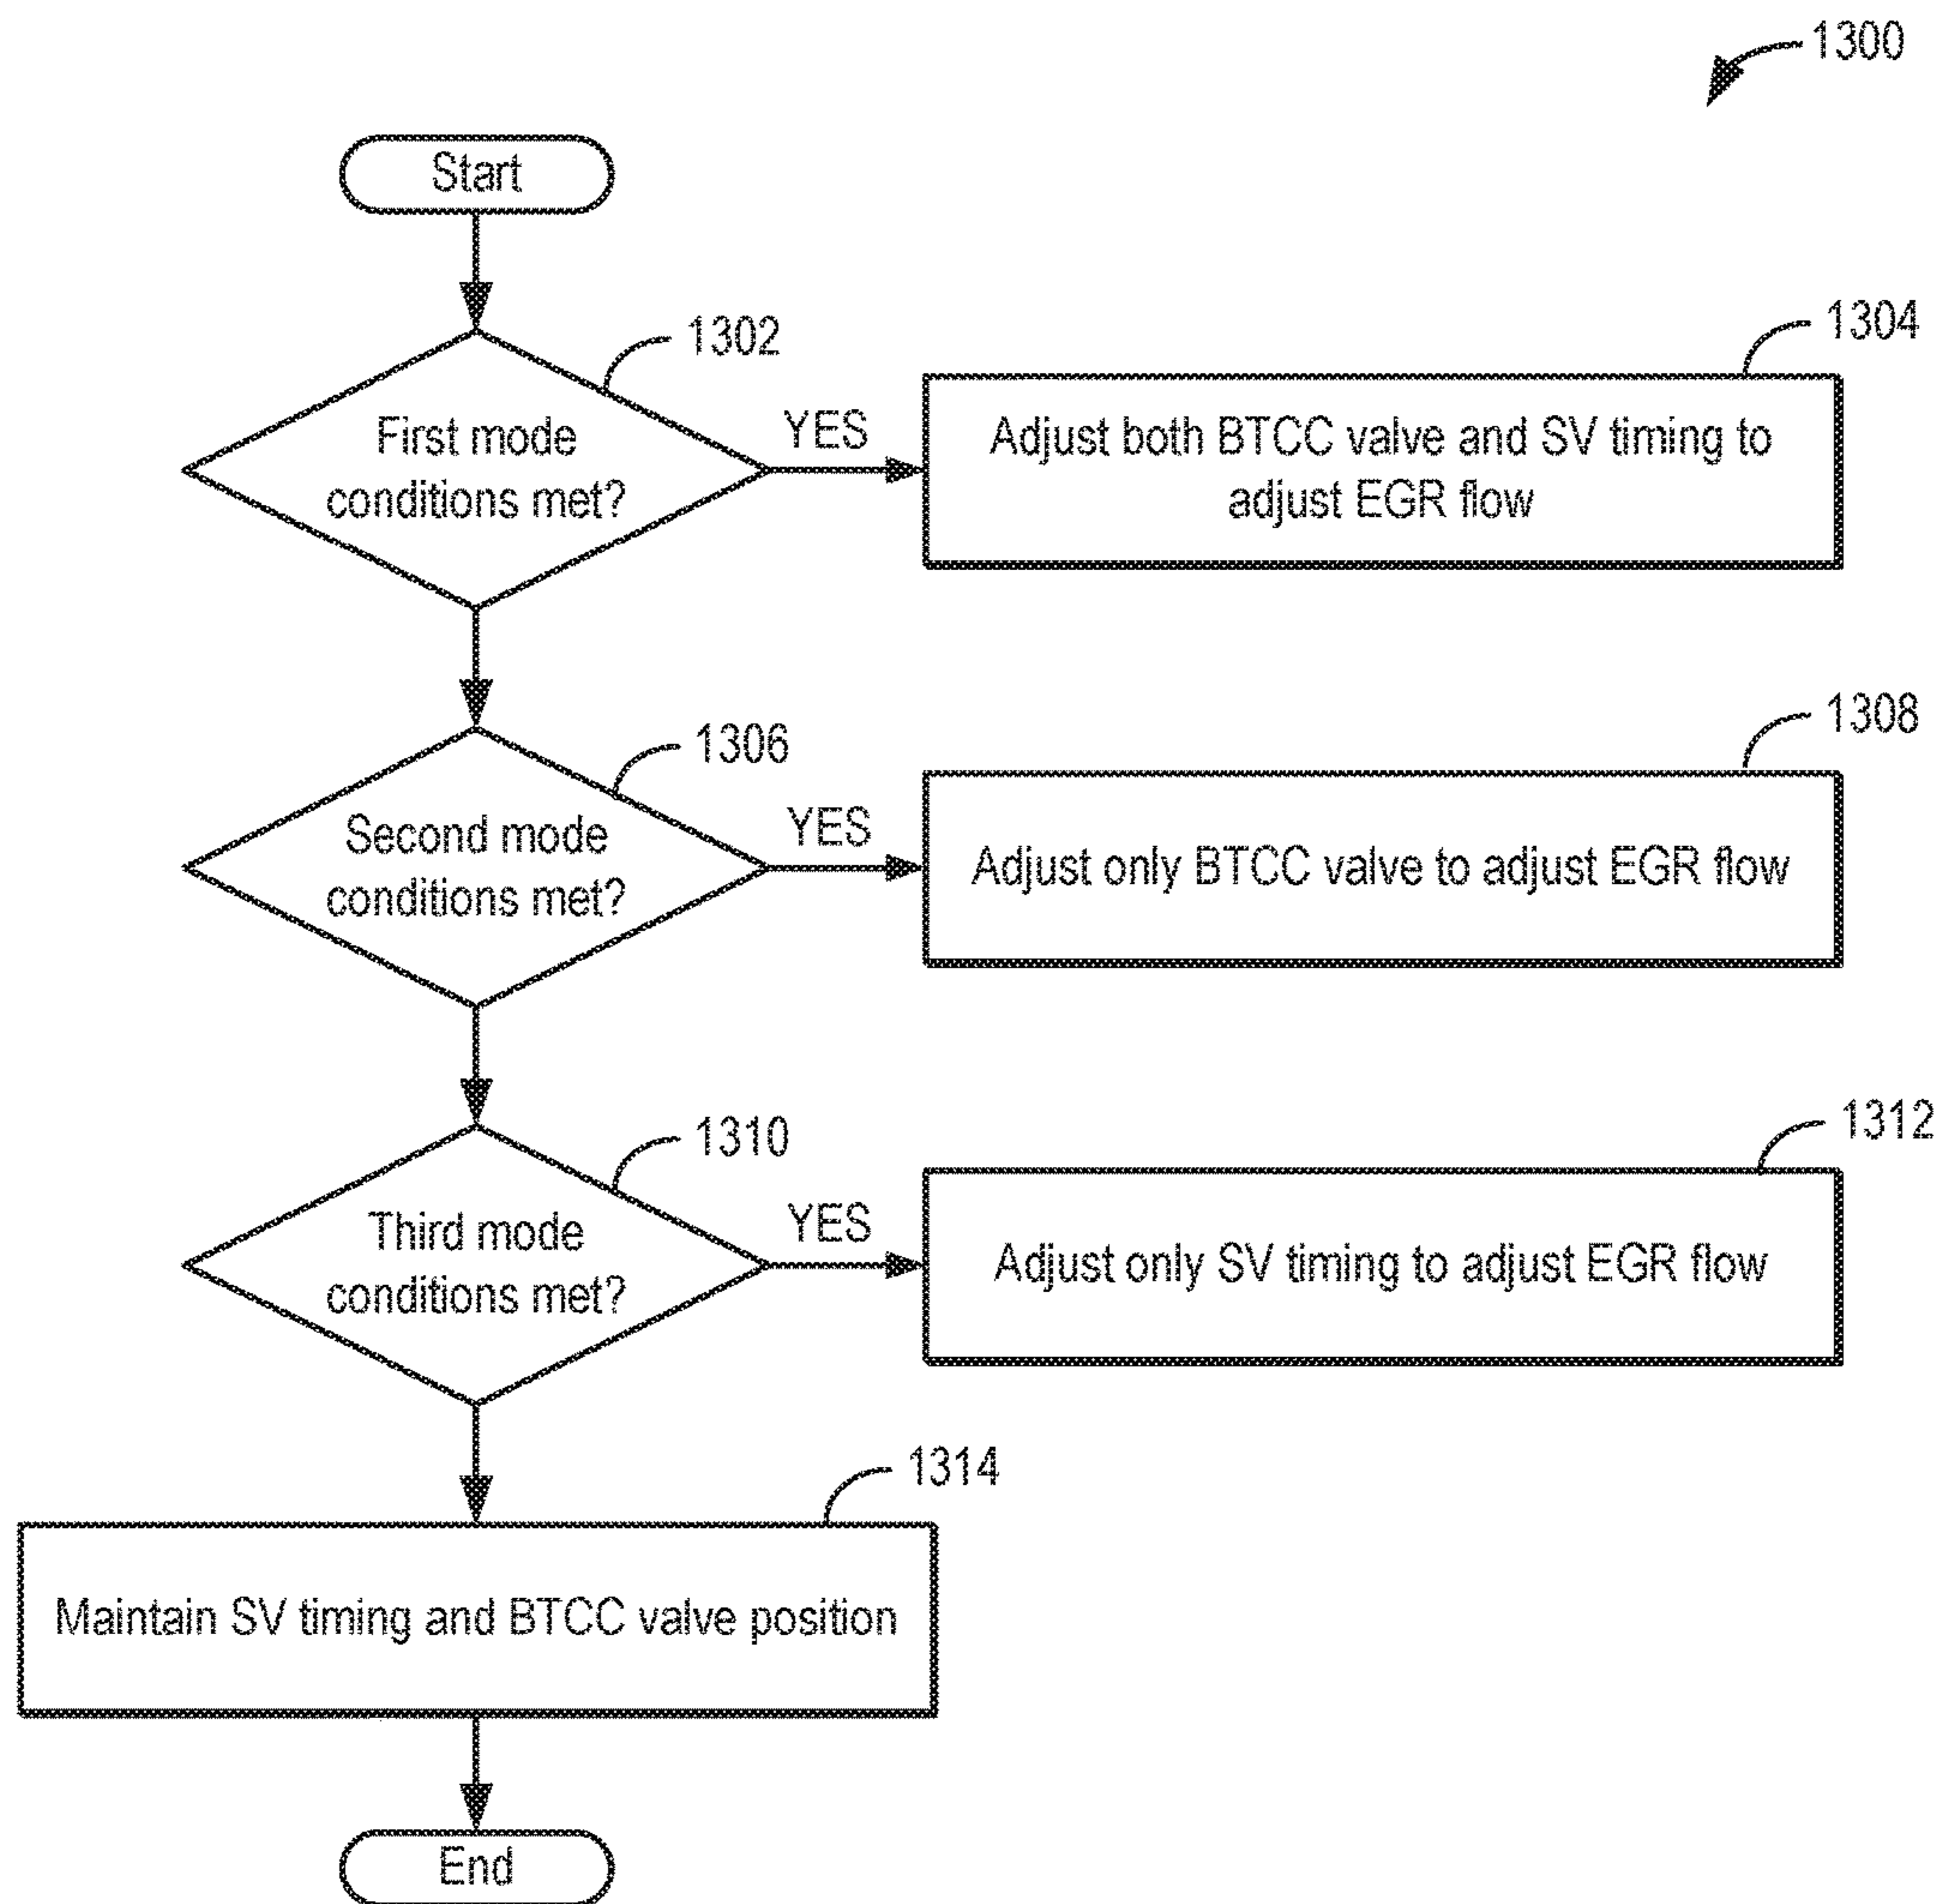 1300
Start
1302
First mode
conditions met?
YES
1304
Adjust both BTCC valve and SV timing to
adjust EGR flow
1306
Second mode
conditions met?
YES
1308
Adjust only BTCC valve to adjust EGR flow
1310
Third mode
conditions met?
YES
1312
Adjust only SV timing to adjust EGR flow
1314
Maintain SV timing and BTCC valve position
End